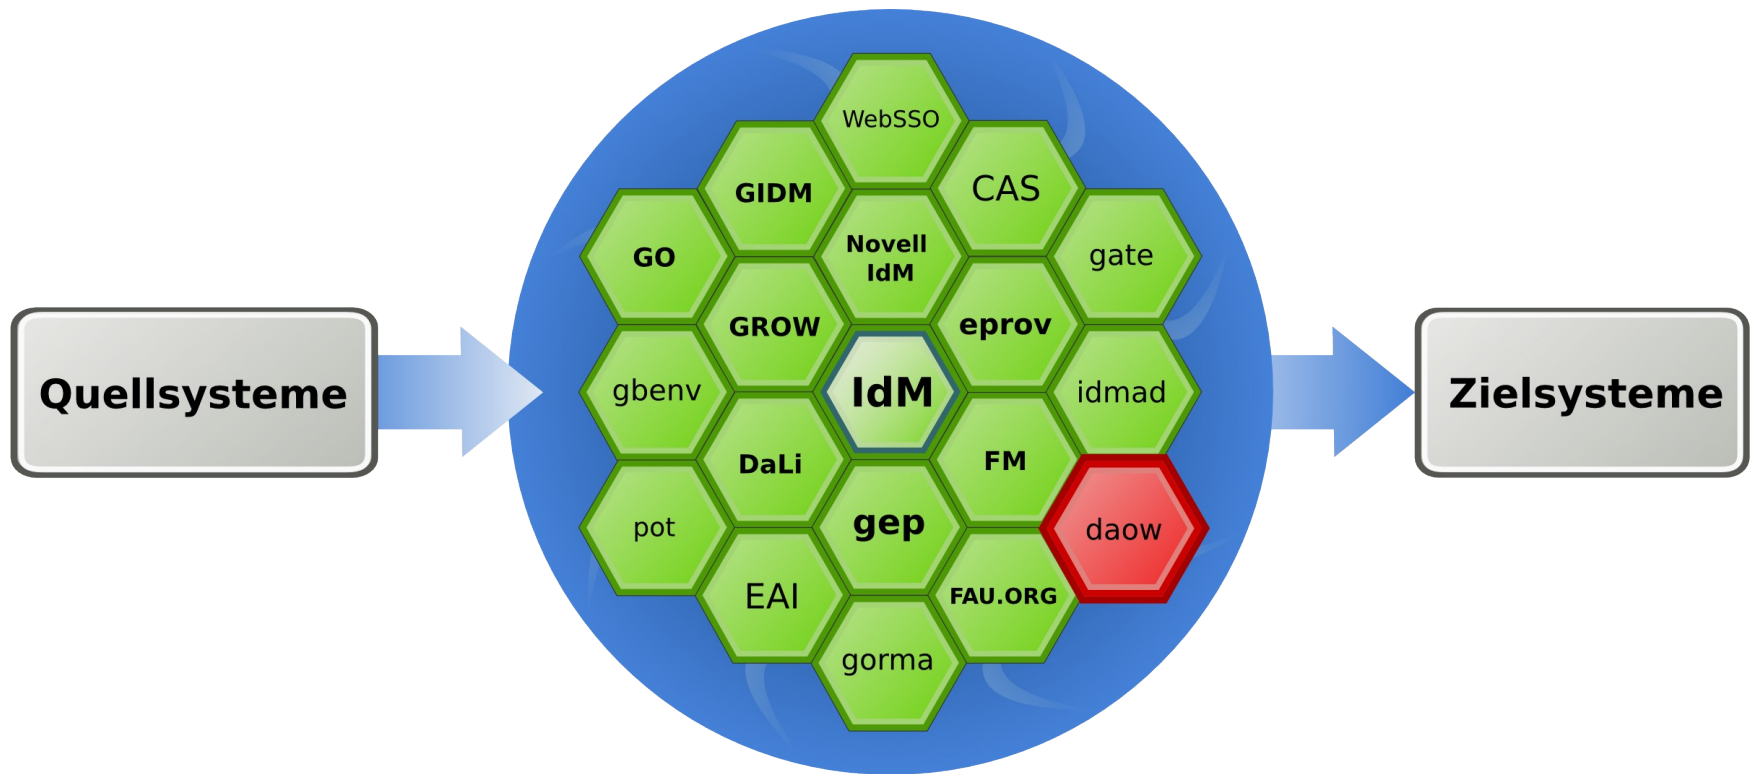 Quellsysteme
WebSSO
GIDM
CAS
GO
Novell
IdM
gate
GROW
eprov
gbenv
IdM
idmad
DaLi
FM
pot
gep
daow
EAI
FAU.ORG
gorma
Zielsysteme